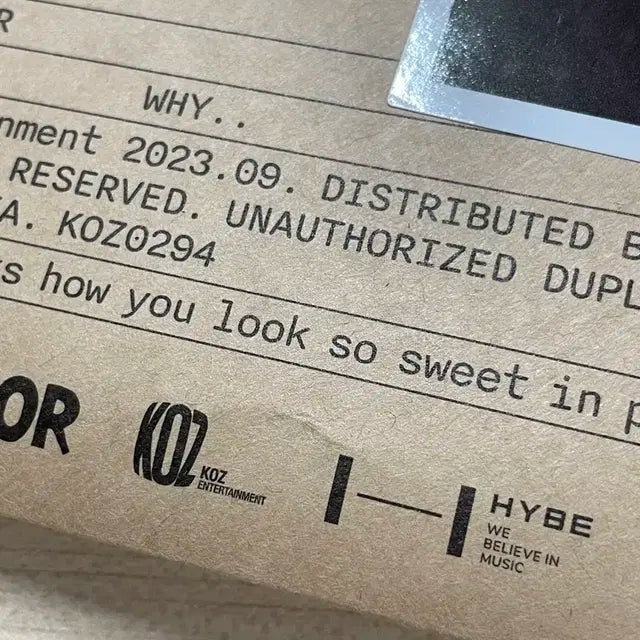 R
WHY..
nment 2023.09. DISTRIBUTED B
RESERVED. UNAUTHORIZED DUPL
A. KOZ0294
s how you look so sweet in p
OR
KOZ
KOZ
ENTERTAINMENT
HYBE
WE
BELIEVE IN
MUSIC